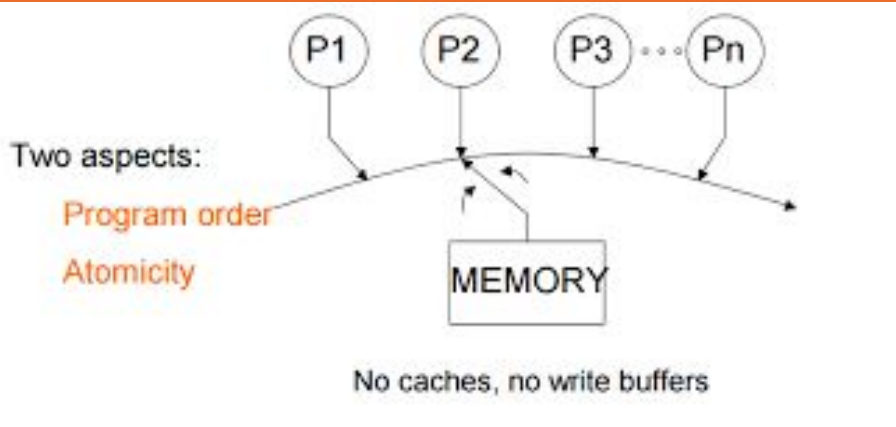 P1 P2 P3 Pn
Two aspects:
Program order
Atomicity
MEMORY
No caches, no write buffers